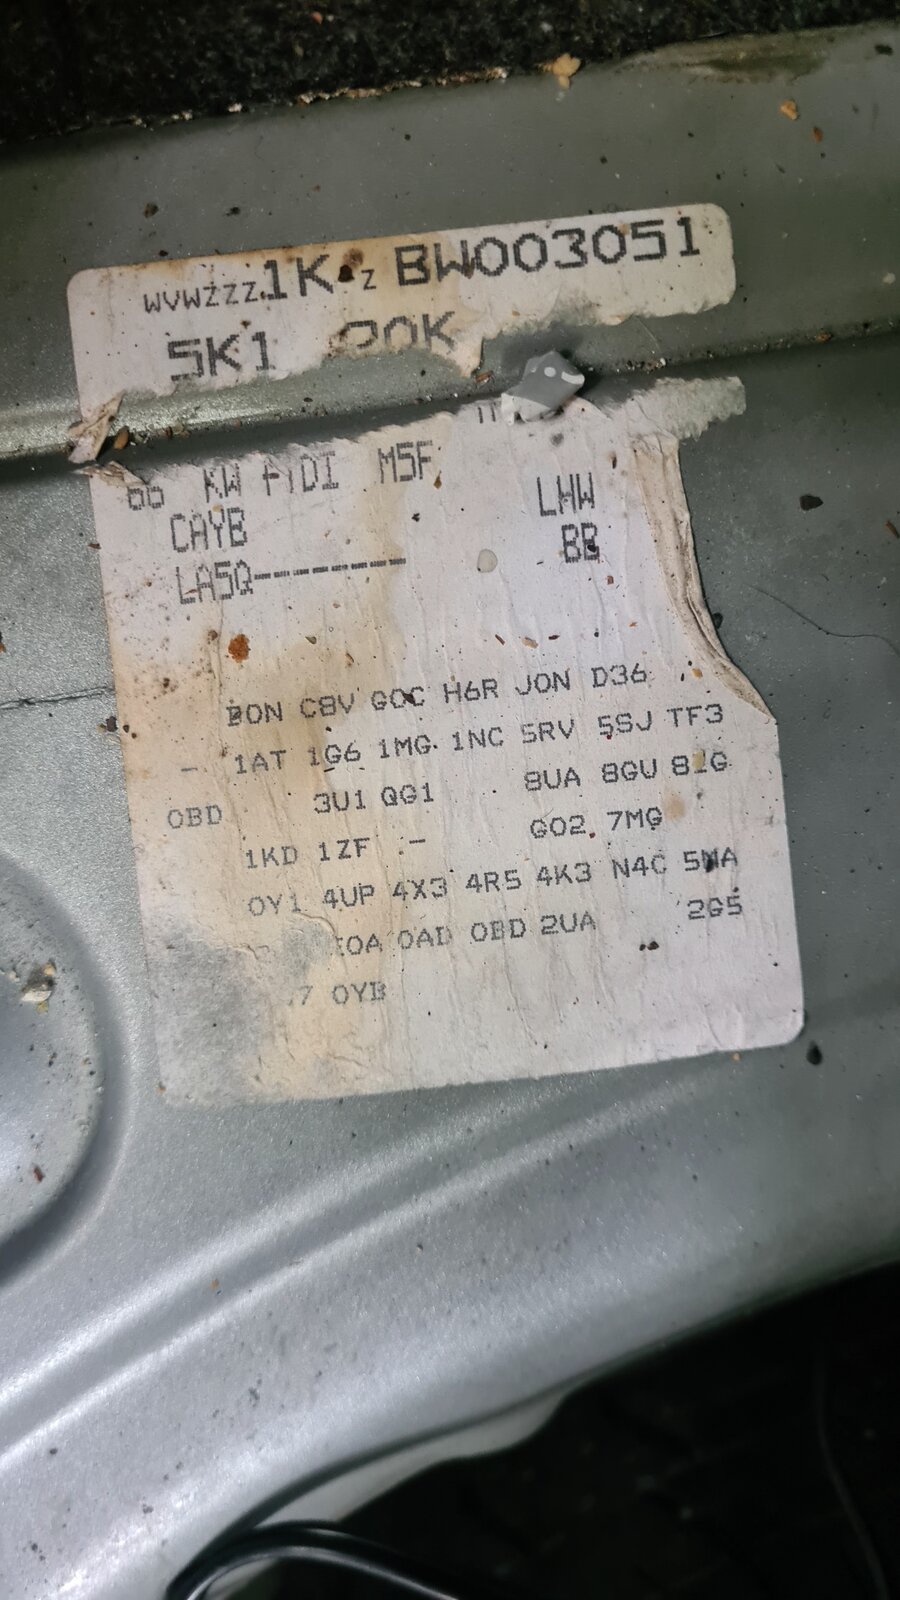 WVWZZZ1K Z BW003051
5K1 20K
KW TDI M5F
CAYB LHW
LA5Q-------- BB
C8V G0C H6R J0N D36
- 1AT 1G6 1MG 1NC 5RV 5SJ TF3
OBD 3U1 QG1 8UA 8GU
1KD 1ZF - G02 7MG
0Y1 4UP 4X3 4R5 4K3 N4C 5MA
0AD 0BD 2UA 2G5
0YB